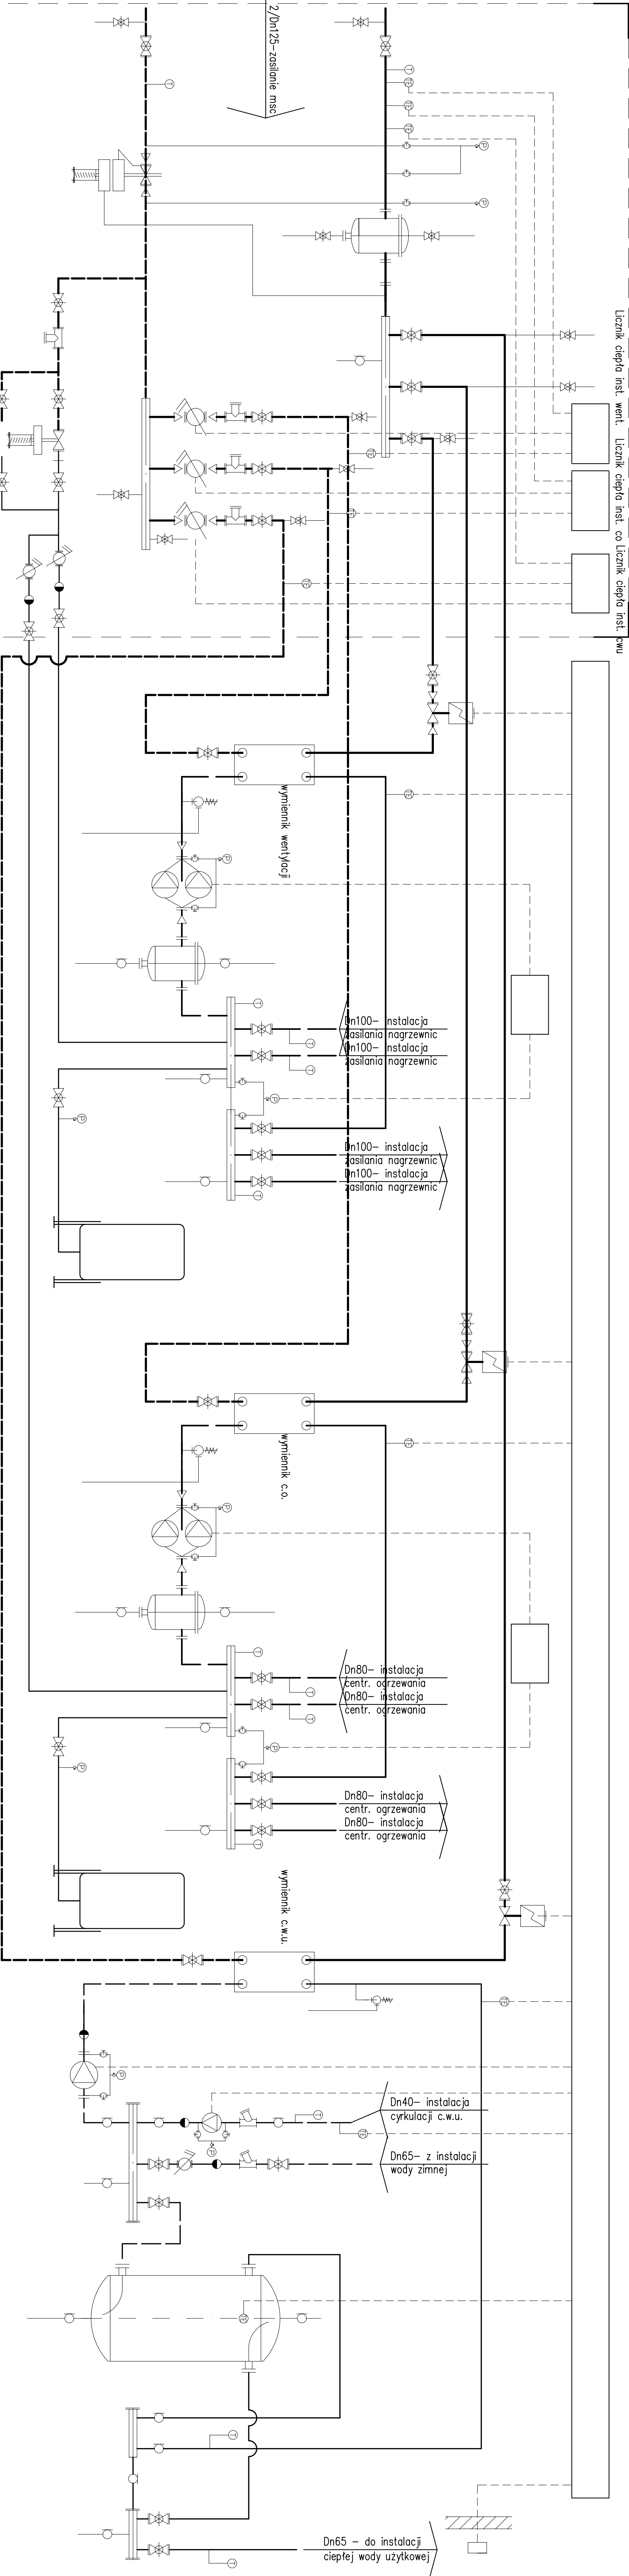 2/Dn125-zasilanie msc
Licznik ciepła inst. went.
Licznik ciepła inst. co
Licznik ciepła inst. cwu
wymiennik wentylacji
Dn100- instalacja
zasilania nagrzewnic
Dn100- instalacja
zasilania nagrzewnic
Dn100- instalacja
zasilania nagrzewnic
Dn100- instalacja
zasilania nagrzewnic
wymiennik c.o.
Dn80- instalacja
centr. ogrzewania
Dn80- instalacja
centr. ogrzewania
Dn80- instalacja
centr. ogrzewania
Dn80- instalacja
centr. ogrzewania
wymiennik c.w.u.
Dn40- instalacja
cyrkulacji c.w.u.
Dn65- z instalacji
wody zimnej
Dn65 - do instalacji
ciepłej wody użytkowej